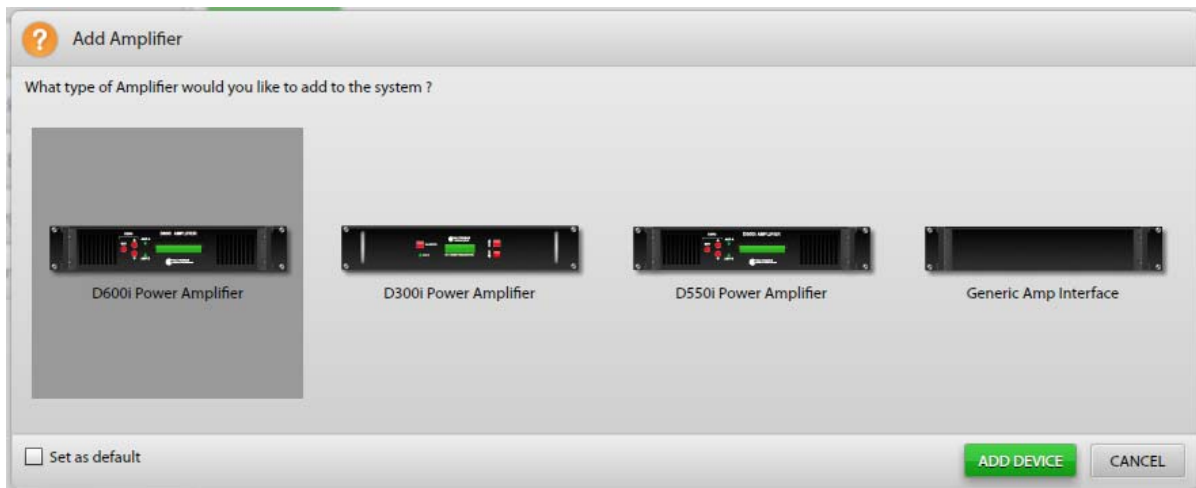 Add Amplifier
What type of Amplifier would you like to add to the system ?
D600i Power Amplifier
D300i Power Amplifier
D550i Power Amplifier
Generic Amp Interface
Set as default
ADD DEVICE
CANCEL